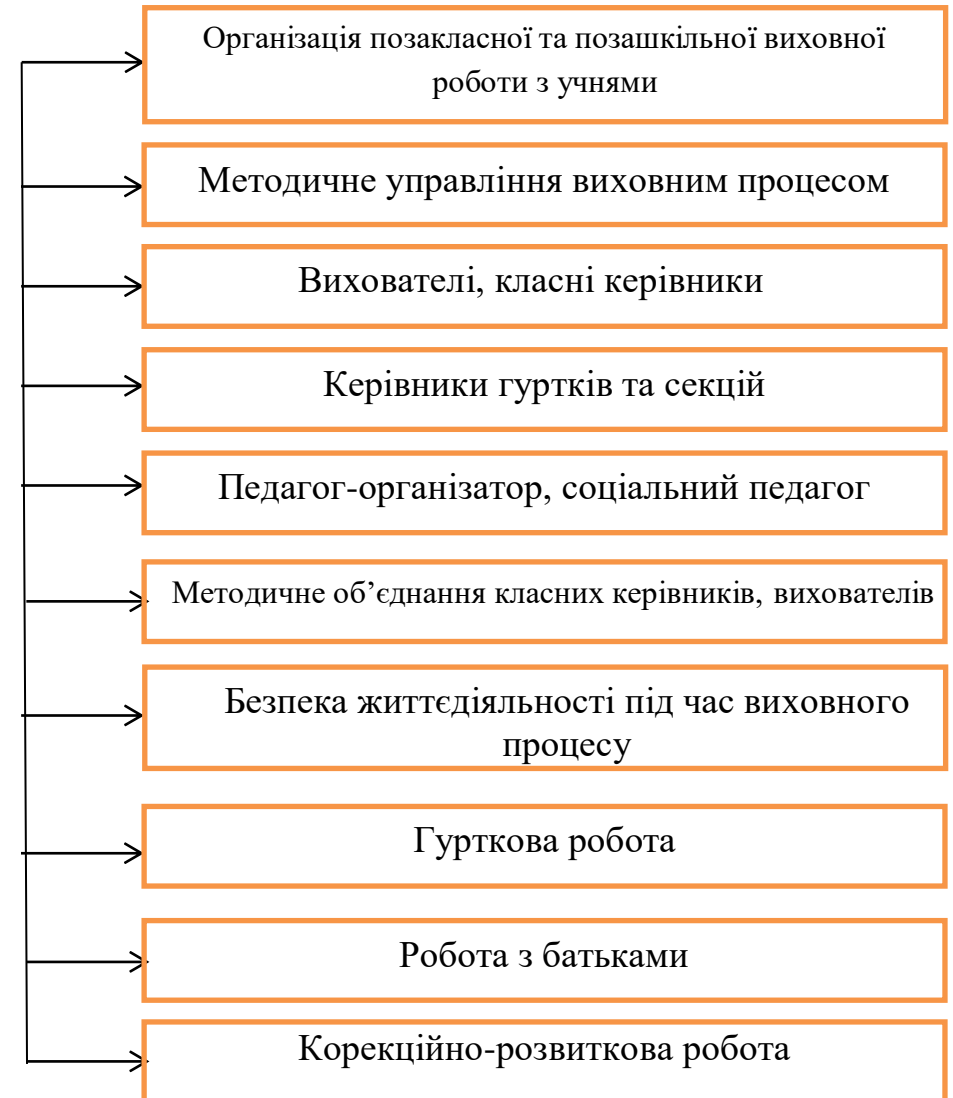 Організація позакласної та позашкільної виховної
роботи з учнями
Методичне управління виховним процесом
Вихователі, класні керівники
Керівники гуртків та секцій
Педагог-організатор, соціальний педагог
Методичне об’єднання класних керівників, вихователів
Безпека життєдіяльності під час виховного
процесу
Гурткова робота
Робота з батьками
Корекційно-розвиткова робота